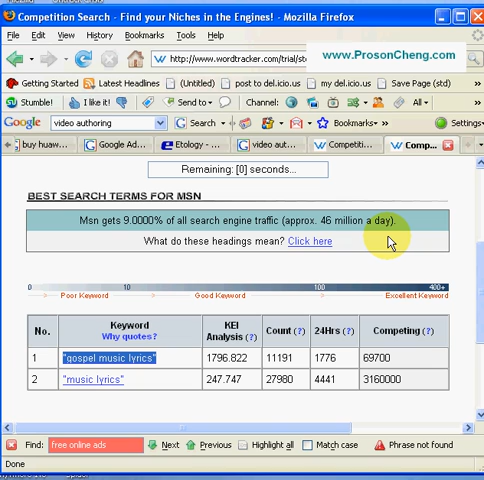 Competition Search - Find your Niches in the Engines! - Mozilla Firefox
File Edit View History Bookmarks Tools Help
http://www.wordtracker.com/trial/st
www.ProsonCheng.com
Getting Started Latest Headlines (Untitled) post to del.icio.us my del.icio.us Save Page (std)
Stumble! I like it! Send to Channel: All
Google video authoring Search Bookmarks Settings
buy huaw... Google Ad... Etology - ... video aut... Competiti... Comp...
Remaining: [0] seconds...
BEST SEARCH TERMS FOR MSN
Msn gets 9.0000% of all search engine traffic (approx. 46 million a day).
What do these headings mean? Click here
0 10 100 400+
Poor Keyword Good Keyword Excellent Keyword
No. Keyword Why quotes? KEI Analysis (?) Count (?) 24Hrs (?) Competing (?)
1 "gospel music lyrics" 1796.822 11191 1776 69700
2 "music lyrics" 247.747 27980 4441 3160000
Find: free online ads Next Previous Highlight all Match case Phrase not found
Done